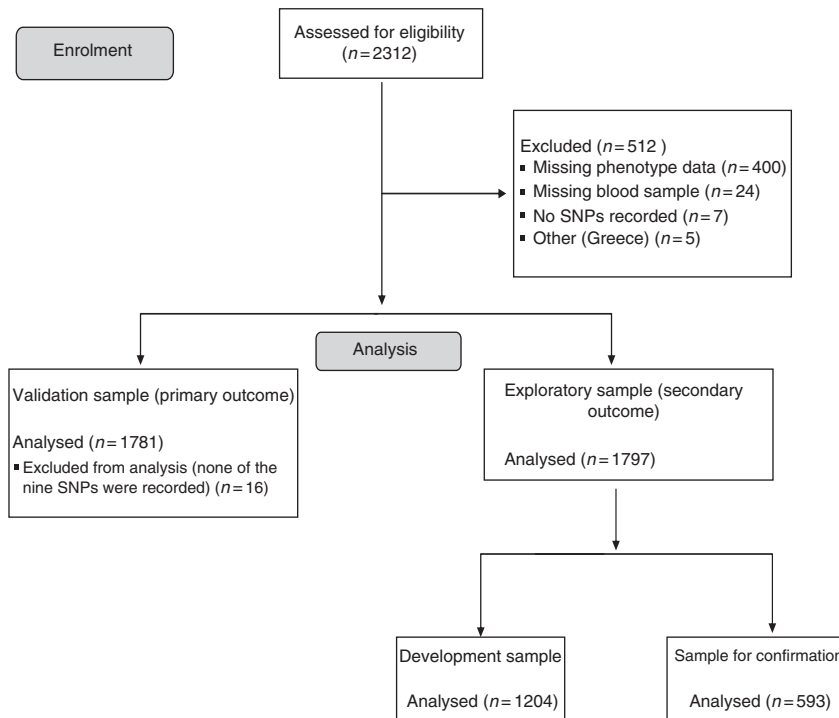 Enrolment
Assessed for eligibility
(n=2312)
Excluded (n=512 )
▪ Missing phenotype data (n=400)
▪ Missing blood sample (n=24)
▪ No SNPs recorded (n=7)
▪ Other (Greece) (n=5)
Analysis
Validation sample (primary outcome)
Analysed (n=1781)
▪ Excluded from analysis (none of the
nine SNPs were recorded) (n=16)
Exploratory sample (secondary
outcome)
Analysed (n=1797)
Development sample
Analysed (n=1204)
Sample for confirmation
Analysed (n=593)